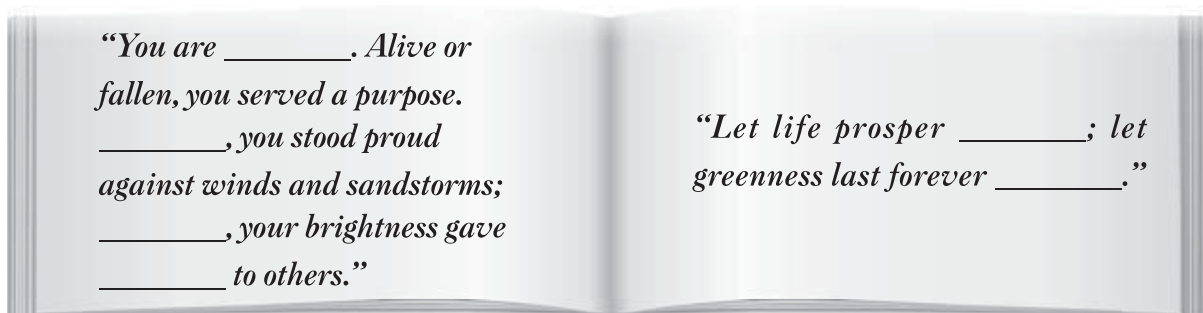 “You are ________. Alive or
fallen, you served a purpose.
________, you stood proud
against winds and sandstorms;
________, your brightness gave
________ to others.”
“Let life prosper ________; let
greenness last forever ________.”